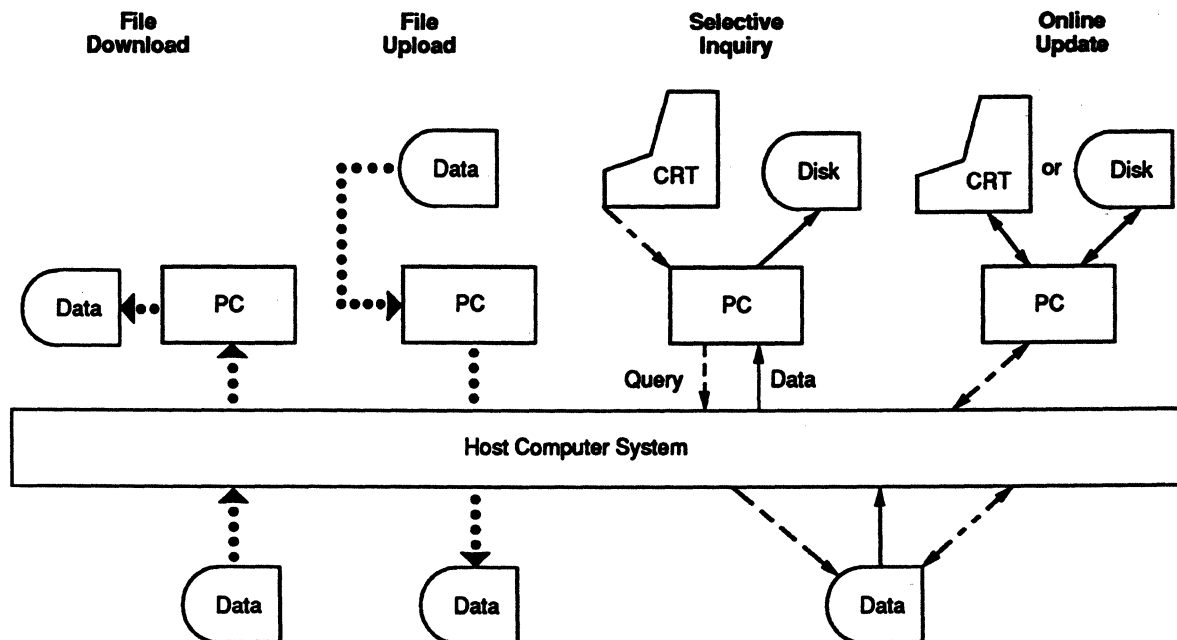 File
Download
File
Upload
Selective
Inquiry
Online
Update
Data
CRT
Disk
CRT
or
Disk
Data
PC
PC
PC
PC
Query
Data
Host Computer System
Data
Data
Data